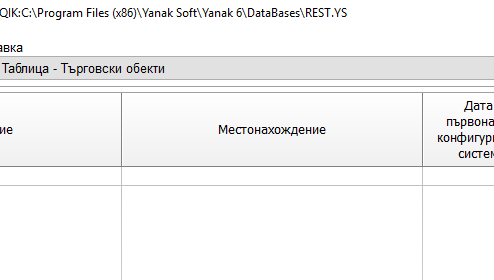 QIK:C:\Program Files (x86)\Yanak Soft\Yanak 6\DataBases\REST.YS
авка
Таблица - Търговски обекти
ие
Местонахождение
Дата
първона
конфигур
систем